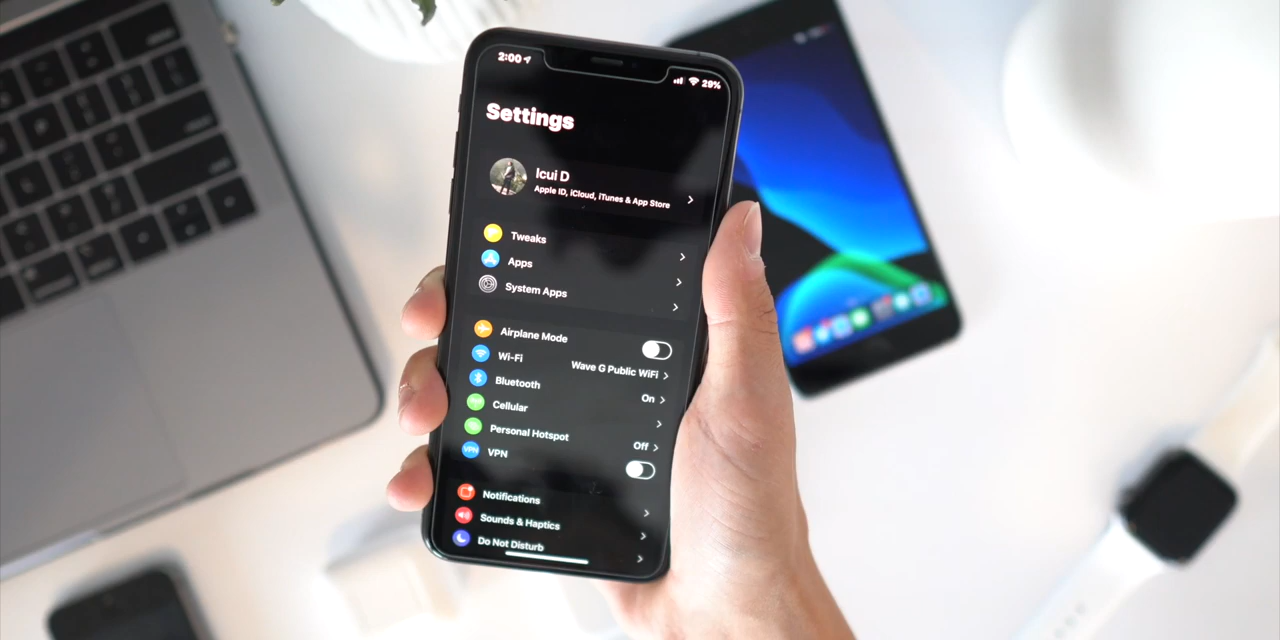 2:00
29%
Settings
Icui D
Apple ID, iCloud, iTunes & App Store
Tweaks
Apps
System Apps
Airplane Mode
Wi-Fi Wave G Public WiFi
Bluetooth On
Cellular
Personal Hotspot Off
VPN VPN
Notifications
Sounds & Haptics
Do Not Disturb